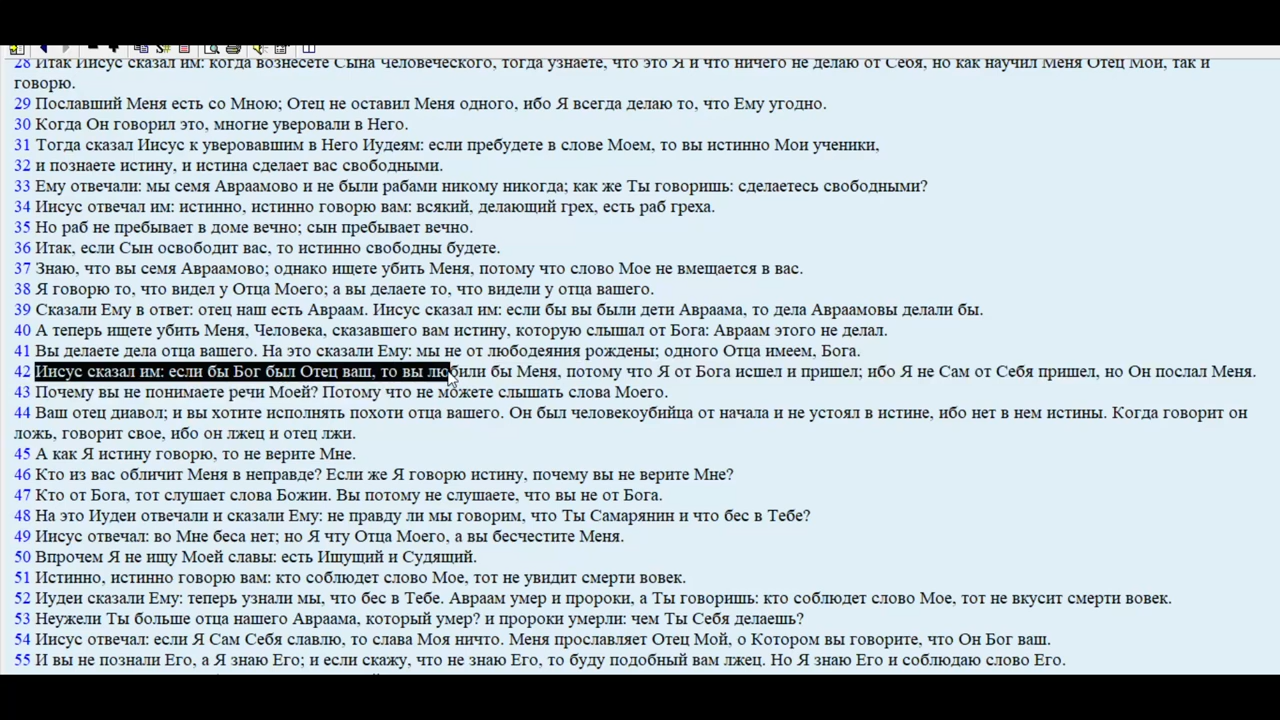 28 Итак Иисус сказал им: когда вознесете Сына Человеческого, тогда узнаете, что это Я и что ничего не делаю от Себя, но как научил Меня Отец Мой, так и
говорю.
29 Пославший Меня есть со Мною; Отец не оставил Меня одного, ибо Я всегда делаю то, что Ему угодно.
30 Когда Он говорил это, многие уверовали в Него.
31 Тогда сказал Иисус к уверовавшим в Него Иудеям: если пребудете в слове Моем, то вы истинно Мои ученики,
32 и познаете истину, и истина сделает вас свободными.
33 Ему отвечали: мы семя Авраамово и не были рабами никому никогда; как же Ты говоришь: сделаетесь свободными?
34 Иисус отвечал им: истинно, истинно говорю вам: всякий, делающий грех, есть раб греха.
35 Но раб не пребывает в доме вечно; сын пребывает вечно.
36 Итак, если Сын освободит вас, то истинно свободны будете.
37 Знаю, что вы семя Авраамово; однако ищете убить Меня, потому что слово Мое не вмещается в вас.
38 Я говорю то, что видел у Отца Моего; а вы делаете то, что видели у отца вашего.
39 Сказали Ему в ответ: отец наш есть Авраам. Иисус сказал им: если бы вы были дети Авраама, то дела Авраамовы делали бы.
40 А теперь ищете убить Меня, Человека, сказавшего вам истину, которую слышал от Бога: Авраам этого не делал.
41 Вы делаете дела отца вашего. На это сказали Ему: мы не от любодеяния рождены; одного Отца имеем, Бога.
42 Иисус сказал им: если бы Бог был Отец ваш, то вы любили бы Меня, потому что Я от Бога исшел и пришел; ибо Я не Сам от Себя пришел, но Он послал Меня.
43 Почему вы не понимаете речи Моей? Потому что не можете слышать слова Моего.
44 Ваш отец диавол; и вы хотите исполнять похоти отца вашего. Он был человекоубийца от начала и не устоял в истине, ибо нет в нем истины. Когда говорит он
ложь, говорит свое, ибо он лжец и отец лжи.
45 А как Я истину говорю, то не верите Мне.
46 Кто из вас обличит Меня в неправде? Если же Я говорю истину, почему вы не верите Мне?
47 Кто от Бога, тот слушает слова Божии. Вы потому не слушаете, что вы не от Бога.
48 На это Иудеи отвечали и сказали Ему: не правду ли мы говорим, что Ты Самарянин и что бес в Тебе?
49 Иисус отвечал: во Мне беса нет; но Я чту Отца Моего, а вы бесчестите Меня.
50 Впрочем Я не ищу Моей славы: есть Ищущий и Судящий.
51 Истинно, истинно говорю вам: кто соблюдет слово Мое, тот не увидит смерти вовек.
52 Иудеи сказали Ему: теперь узнали мы, что бес в Тебе. Авраам умер и пророки, а Ты говоришь: кто соблюдет слово Мое, тот не вкусит смерти вовек.
53 Неужели Ты больше отца нашего Авраама, который умер? и пророки умерли: чем Ты Себя делаешь?
54 Иисус отвечал: если Я Сам Себя славлю, то слава Моя ничто. Меня прославляет Отец Мой, о Котором вы говорите, что Он Бог ваш.
55 И вы не познали Его, а Я знаю Его; и если скажу, что не знаю Его, то буду подобный вам лжец. Но Я знаю Его и соблюдаю слово Его.